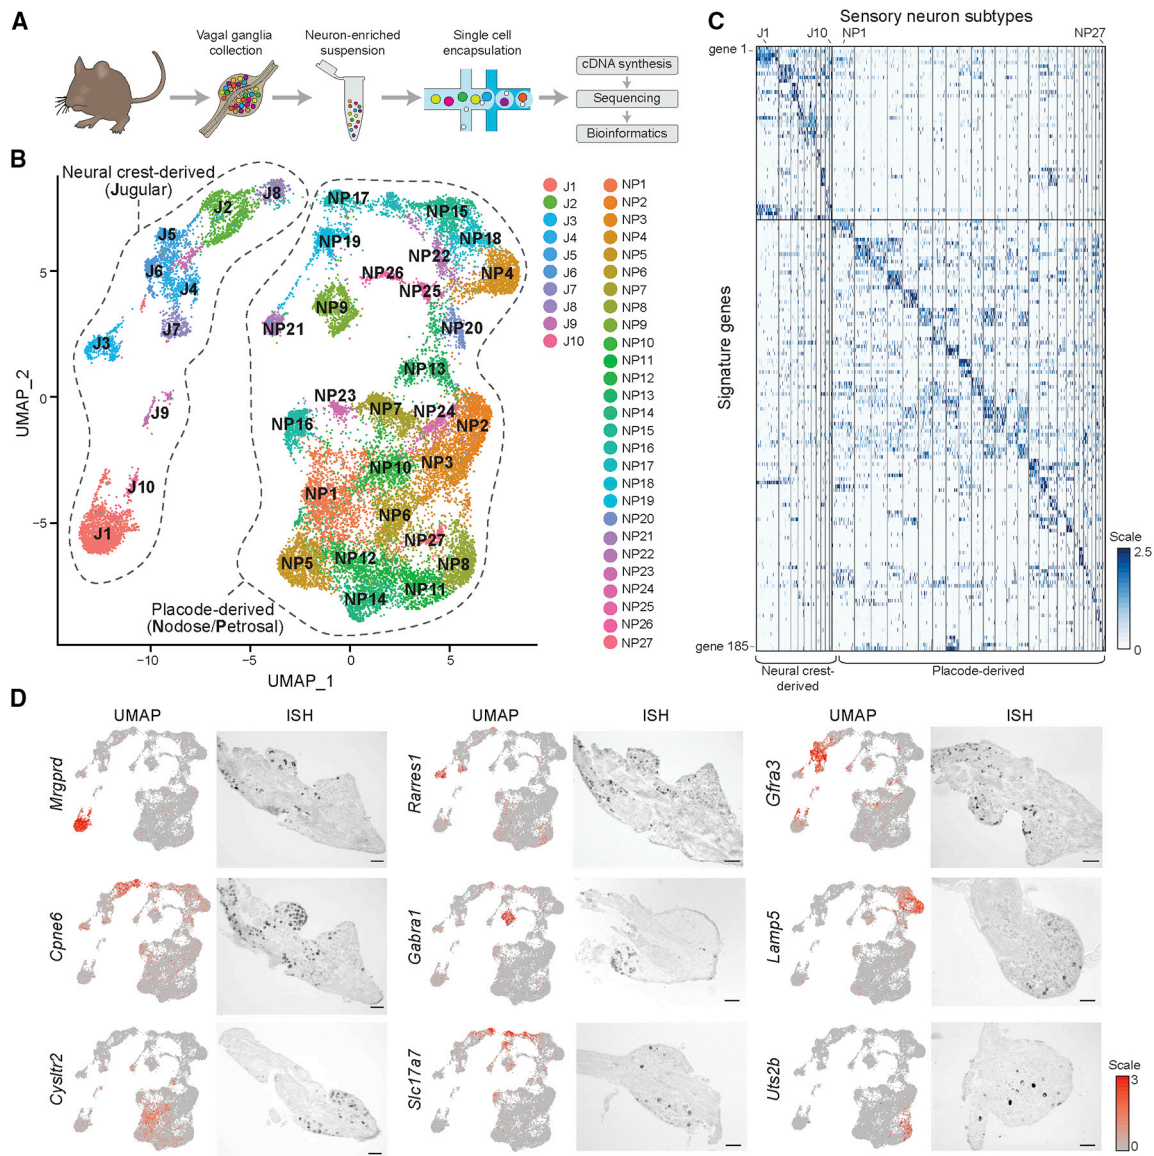 A
Vagal ganglia
collection
Neuron-enriched
suspension
Single cell
encapsulation
cDNA synthesis
Sequencing
Bioinformatics
B
Neural crest-derived
(Jugular)
J2
J8
J5
J6
J4
J7
J3
J9
J10
J1
NP17
NP15
NP19
NP18
NP22
NP26
NP4
NP25
NP9
NP21
NP20
NP13
NP23
NP7
NP24
NP16
NP2
NP10
NP3
NP1
NP6
NP27
NP12
NP5
NP8
NP11
NP14
Placode-derived
(Nodose/Petrosal)
5
0
−5
−10
−5
0
5
UMAP_2
UMAP_1
J1
J2
J3
J4
J5
J6
J7
J8
J9
J10
NP1
NP2
NP3
NP4
NP5
NP6
NP7
NP8
NP9
NP10
NP11
NP12
NP13
NP14
NP15
NP16
NP17
NP18
NP19
NP20
NP21
NP22
NP23
NP24
NP25
NP26
NP27
C
Sensory neuron subtypes
J1
J10
NP1
NP27
gene 1
Signature genes
gene 185
Neural crest-
derived
Placode-derived
Scale
2.5
0
D
UMAP
ISH
UMAP
ISH
UMAP
ISH
Mrgprd
Rarres1
Gfra3
Cpne6
Gabra1
Lamp5
Cysltr2
Slc17a7
Uts2b
Scale
3
0